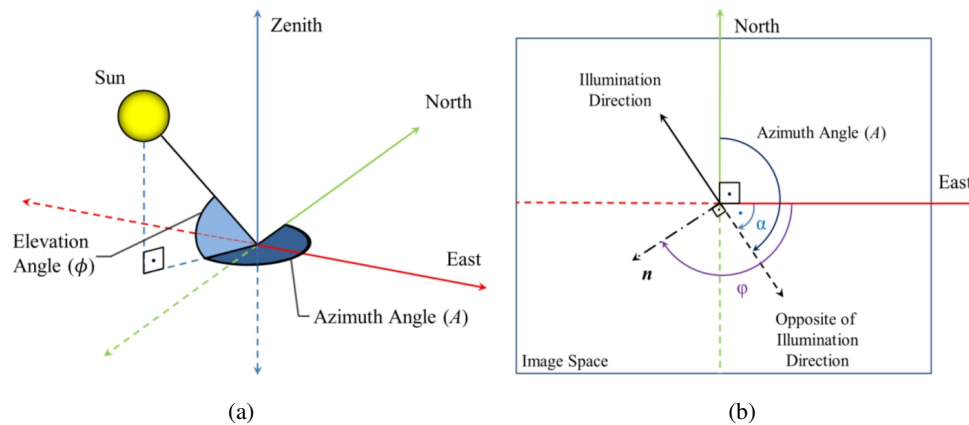 Zenith
Sun
North
Elevation
Angle (ϕ)
East
Azimuth Angle (A)
(a)
North
Illumination
Direction
Azimuth Angle (A)
East
α
n
φ
Opposite of
Illumination
Direction
Image Space
(b)